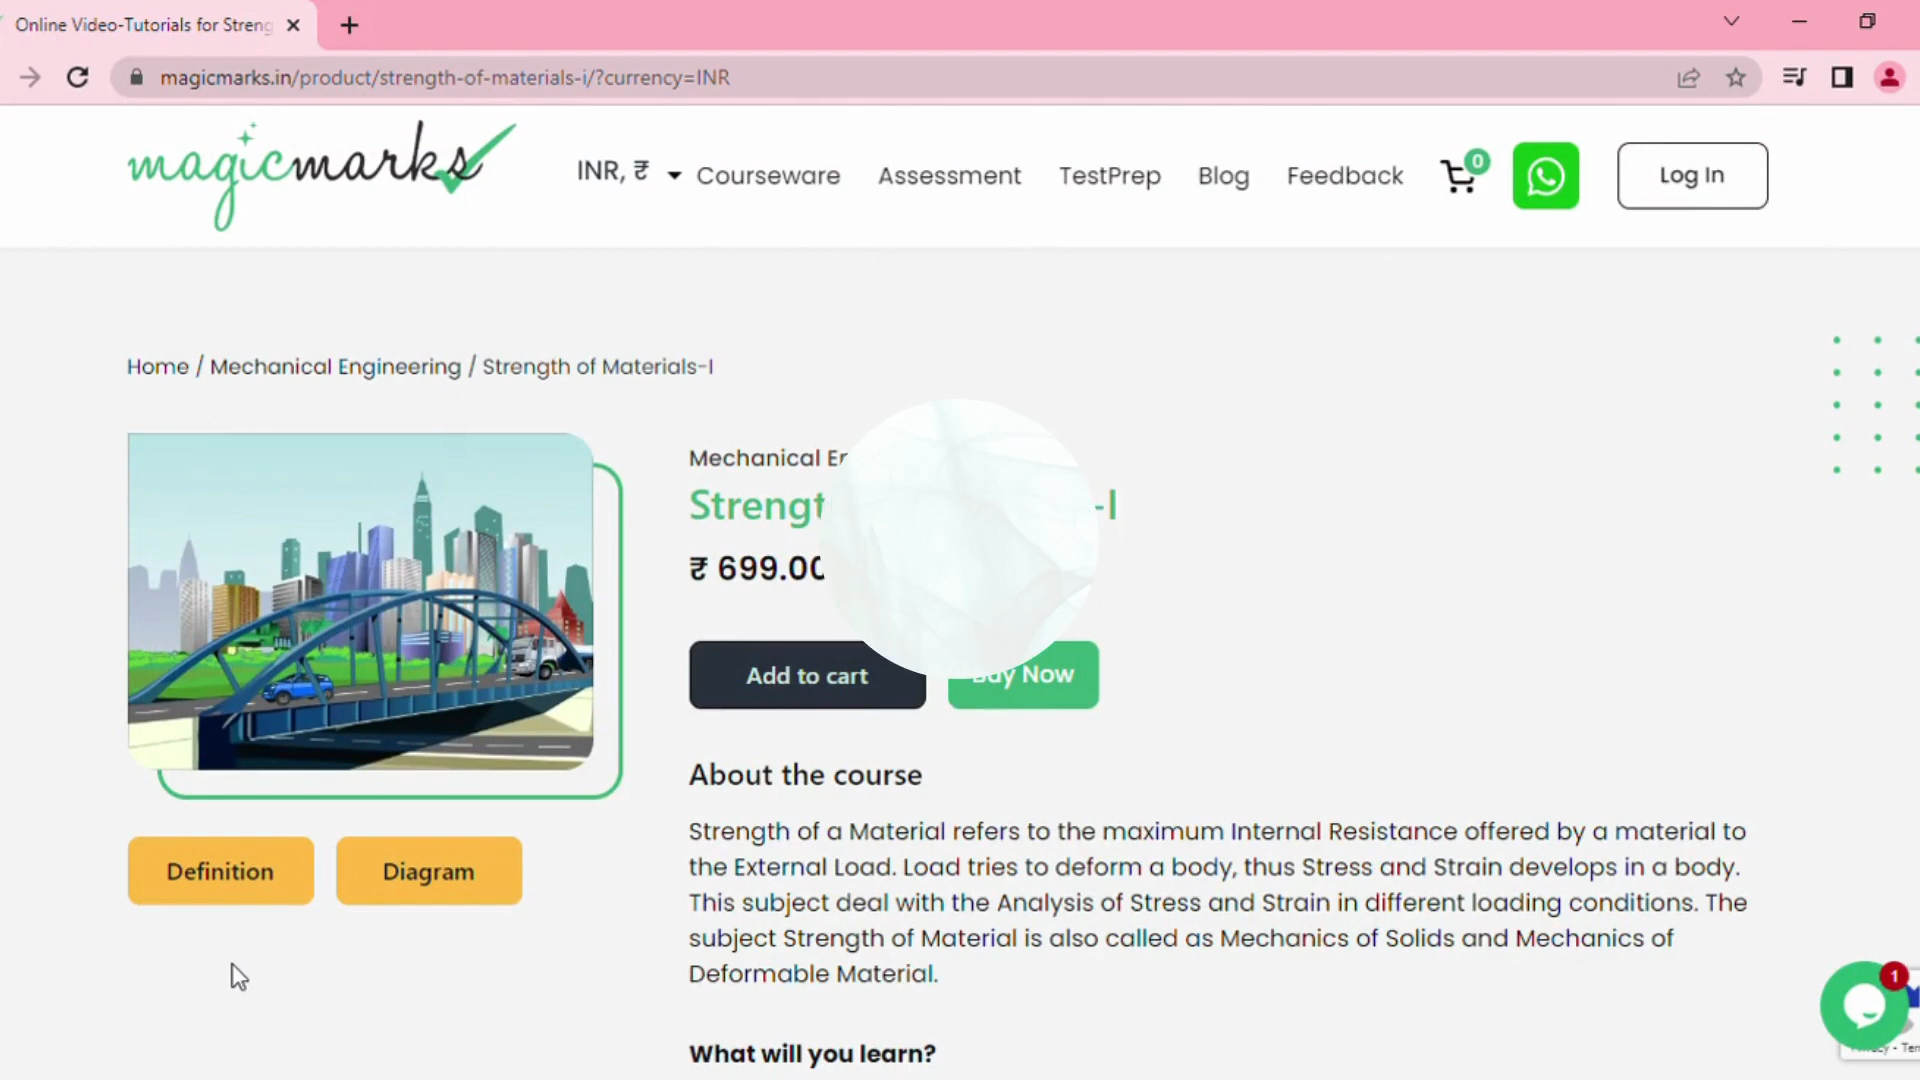 Online Video-Tutorials for Streng
magicmarks.in/product/strength-of-materials-i/?currency=INR
magicmarks
INR, ₹
Courseware
Assessment
TestPrep
Blog
Feedback
0
Log In
Home / Mechanical Engineering / Strength of Materials-I
Mechanical
Strengt -I
₹ 699.00
Add to cart
Buy Now
About the course
Strength of a Material refers to the maximum Internal Resistance offered by a material to
the External Load. Load tries to deform a body, thus Stress and Strain develops in a body.
This subject deal with the Analysis of Stress and Strain in different loading conditions. The
subject Strength of Material is also called as Mechanics of Solids and Mechanics of
Deformable Material.
What will you learn?
Definition
Diagram
1